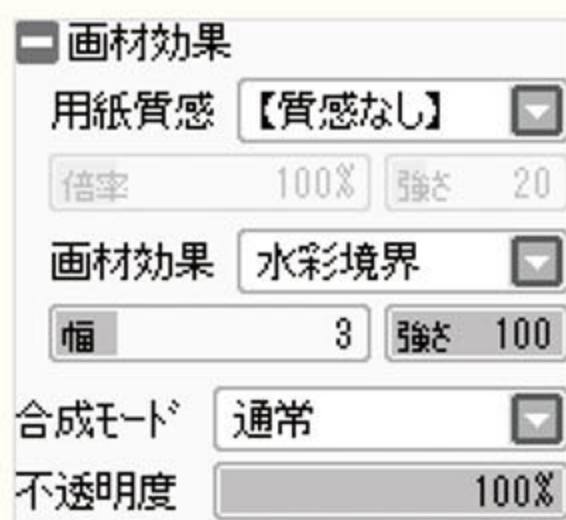 画材効果
用紙質感 【質感なし】
倍率 100% 強さ 20
画材効果 水彩境界
幅 3 強さ 100
合成モード 通常
不透明度 100%